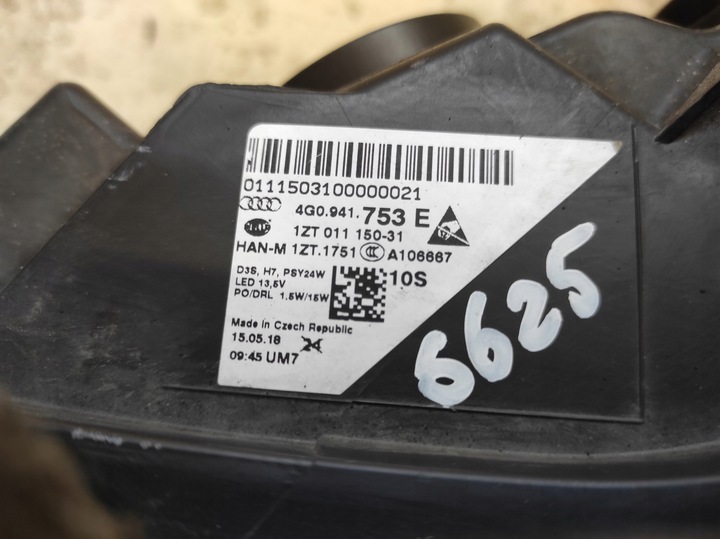 0111503100000021
4G0.941.753 E
1ZT 011 150-31
HAN-M 1ZT.1751 CCC A106667
D3S, H7, PSY24W
LED 13,5V
PO/DRL 1.5W/15W
10S
Made in Czech Republic
15.05.18 24
09:45 UM7
6625